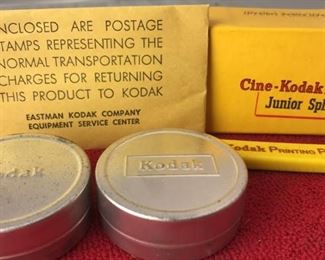 NCLOSED ARE POSTAGE
STAMPS REPRESENTING THE
NORMAL TRANSPORTATION
CHARGES FOR RETURNING
THIS PRODUCT TO KODAK
EASTMAN KODAK COMPANY
EQUIPMENT SERVICE CENTER
Cine-Kodak
Junior Spl
Kodak PRINTING F
Kodak